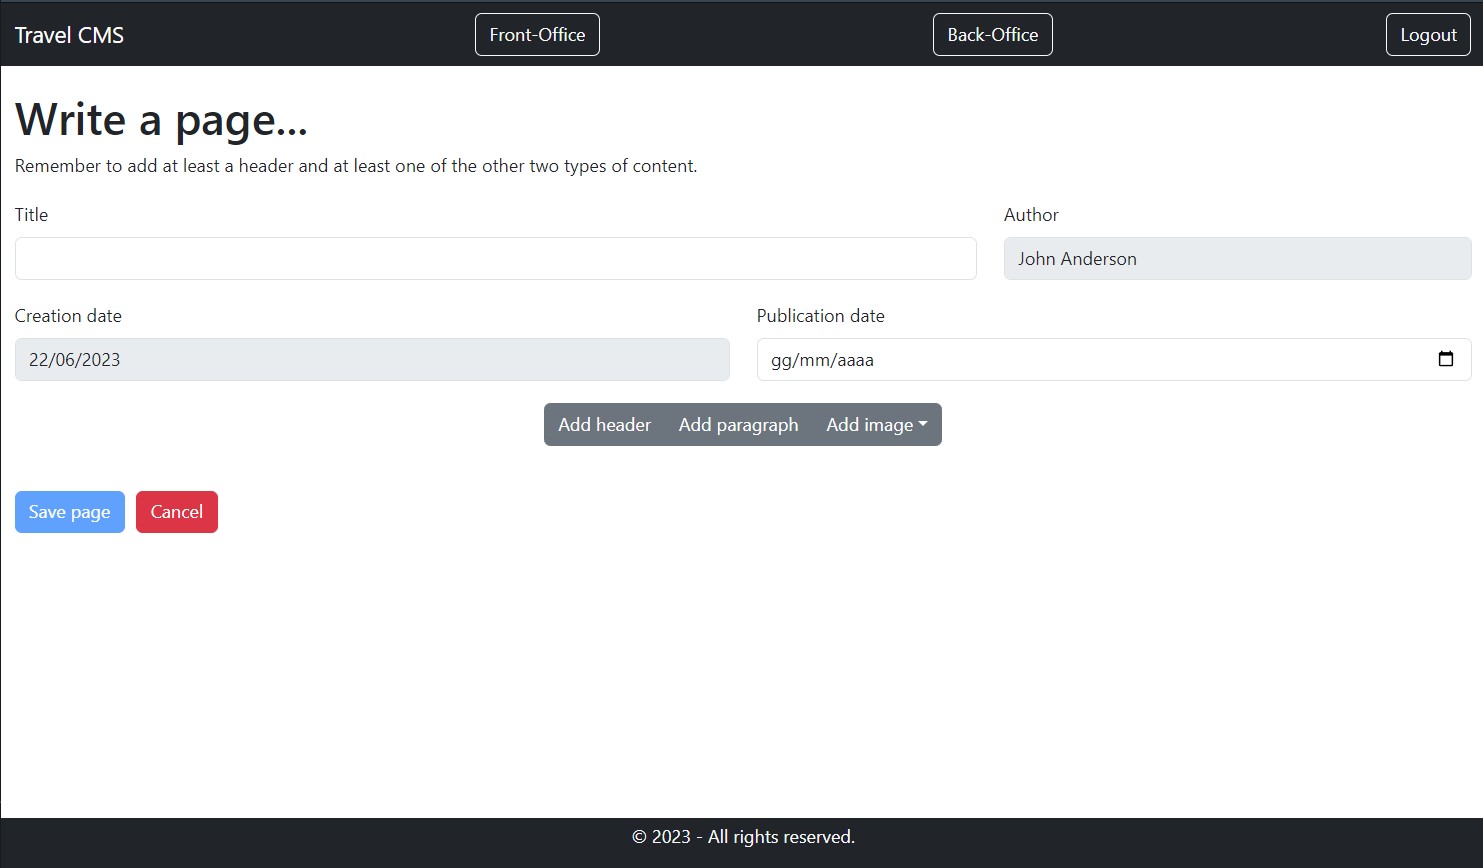 Travel CMS Front-Office Back-Office Logout
Write a page...
Remember to add at least a header and at least one of the other two types of content.
Title Author
John Anderson
Creation date Publication date
22/06/2023 gg/mm/aaaa
Add header Add paragraph Add image
Save page Cancel
© 2023 - All rights reserved.